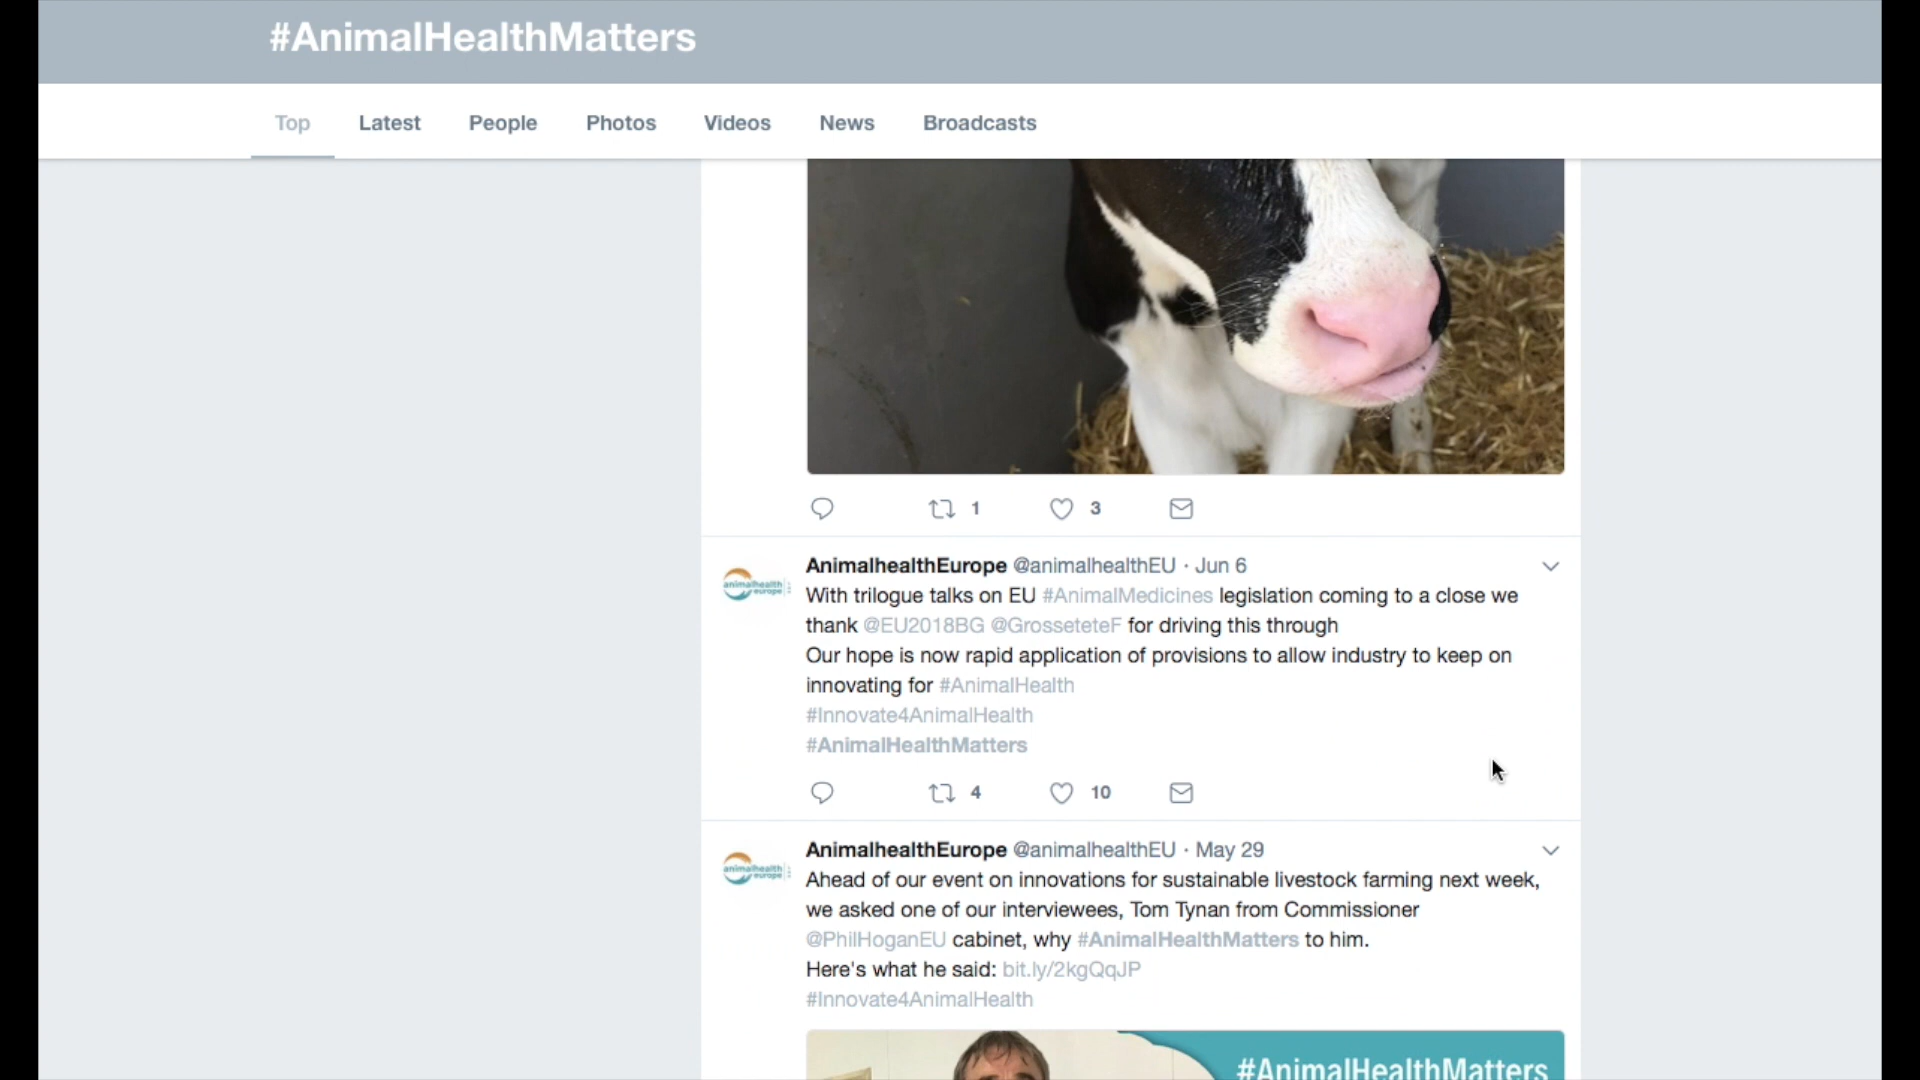 #AnimalHealthMatters
Top Latest People Photos Videos News Broadcasts
1 3
AnimalhealthEurope @animalhealthEU · Jun 6
With trilogue talks on EU #AnimalMedicines legislation coming to a close we
thank @EU2018BG @GrosseteteF for driving this through
Our hope is now rapid application of provisions to allow industry to keep on
innovating for #AnimalHealth
#Innovate4AnimalHealth
#AnimalHealthMatters
4 10
animalhealth
europe
AnimalhealthEurope @animalhealthEU · May 29
Ahead of our event on innovations for sustainable livestock farming next week,
we asked one of our interviewees, Tom Tynan from Commissioner
@PhilHoganEU cabinet, why #AnimalHealthMatters to him.
Here's what he said: bit.ly/2kgQqJP
#Innovate4AnimalHealth
animalhealth
europe
#AnimalHealthMatters